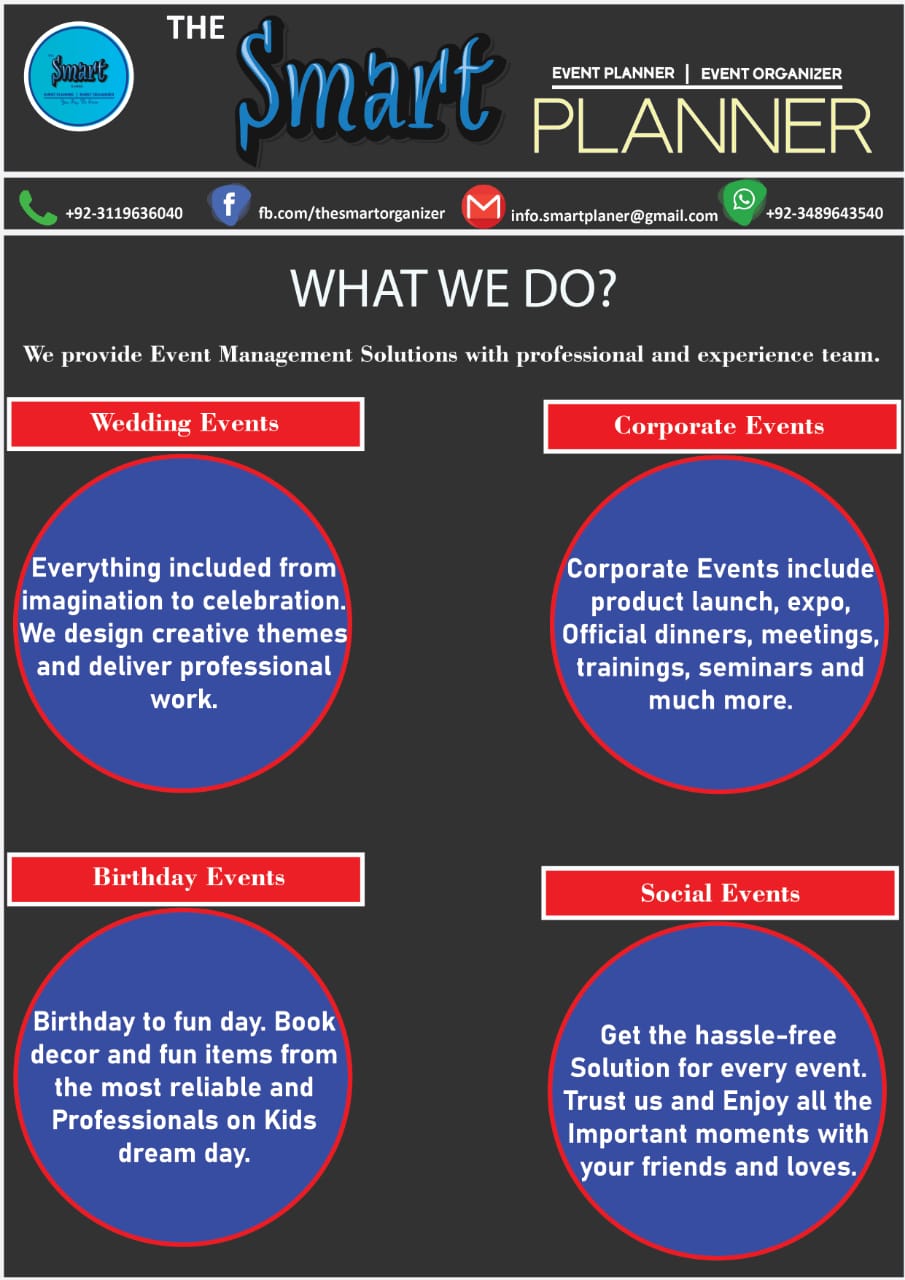 THE
Smart
EVENT PLANNER | EVENT ORGANIZER
PLANNER
Smart
EVENT PLANNER | EVENT ORGANIZER
+92-3119636040
fb.com/thesmartorganizer
info.smartplaner@gmail.com
+92-3489643540
WHAT WE DO?
We provide Event Management Solutions with professional and experience team.
Wedding Events
Everything included from
imagination to celebration.
We design creative themes
and deliver professional
work.
Corporate Events
Corporate Events include
product launch, expo,
Official dinners, meetings,
trainings, seminars and
much more.
Birthday Events
Birthday to fun day. Book
decor and fun items from
the most reliable and
Professionals on Kids
dream day.
Social Events
Get the hassle-free
Solution for every event.
Trust us and Enjoy all the
Important moments with
your friends and loves.